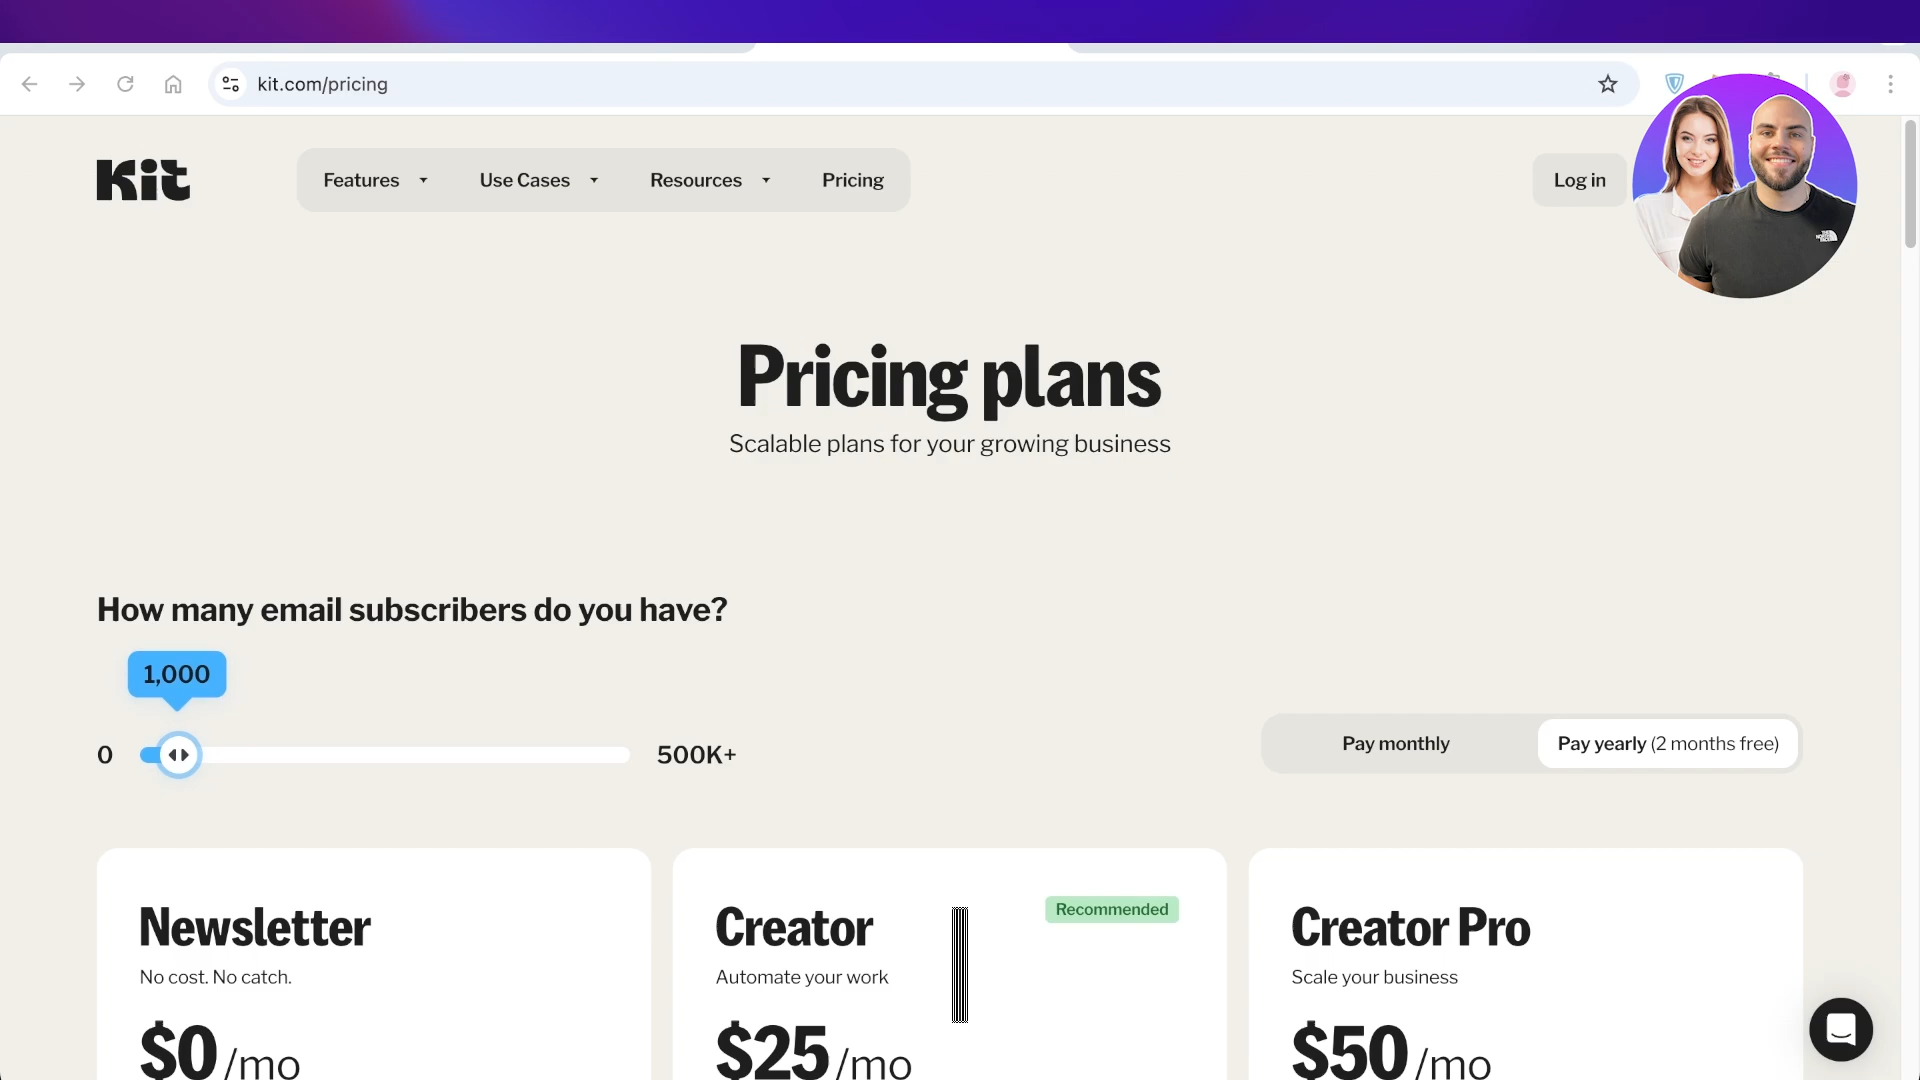 kit.com/pricing
Kit
Features
Use Cases
Resources
Pricing
Log in
Pricing plans
Scalable plans for your growing business
How many email subscribers do you have?
1,000
0
500K+
Pay monthly
Pay yearly (2 months free)
Newsletter
No cost. No catch.
$0/mo
Creator
Recommended
Automate your work
$25/mo
Creator Pro
Scale your business
$50/mo